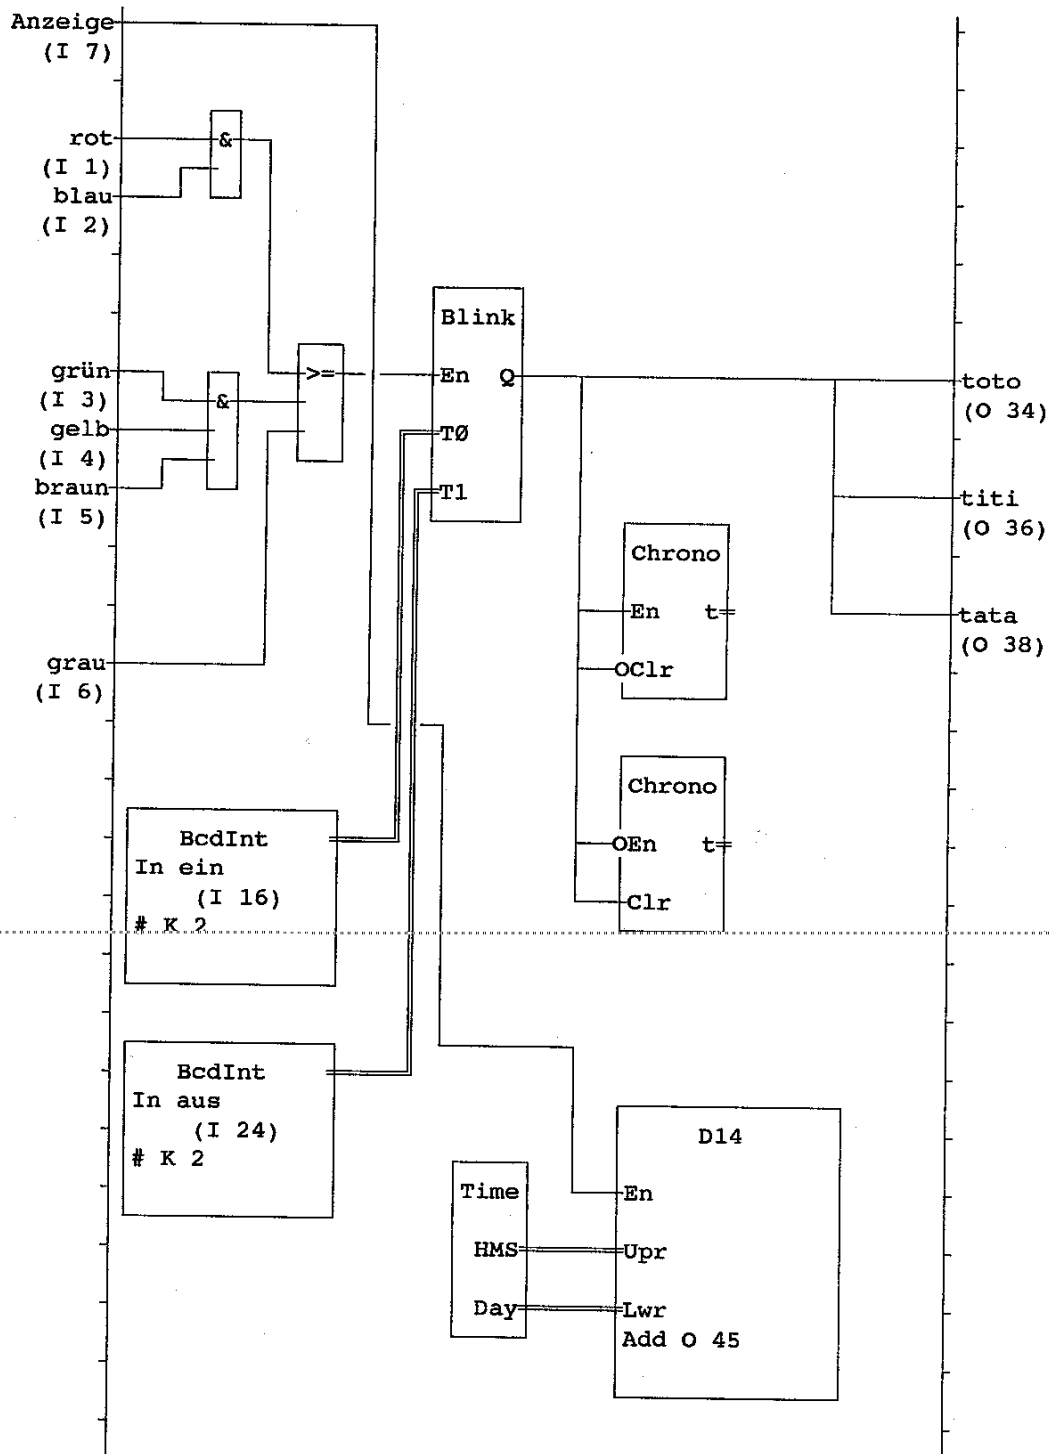 Anzeige
(I 7)
rot
&
(I 1)
blau
(I 2)
Blink
grün
>=
En Q
toto
(I 3)
&
(O 34)
gelb
TØ
(I 4)
braun
T1
titi
(I 5)
(O 36)
Chrono
En t=
tata
(O 38)
grau
OClr
(I 6)
Chrono
BcdInt
OEn t=
In ein
(I 16)
Clr
# K 2
BcdInt
In aus
(I 24)
D14
# K 2
Time
En
HMS
Upr
Day
Lwr
Add O 45